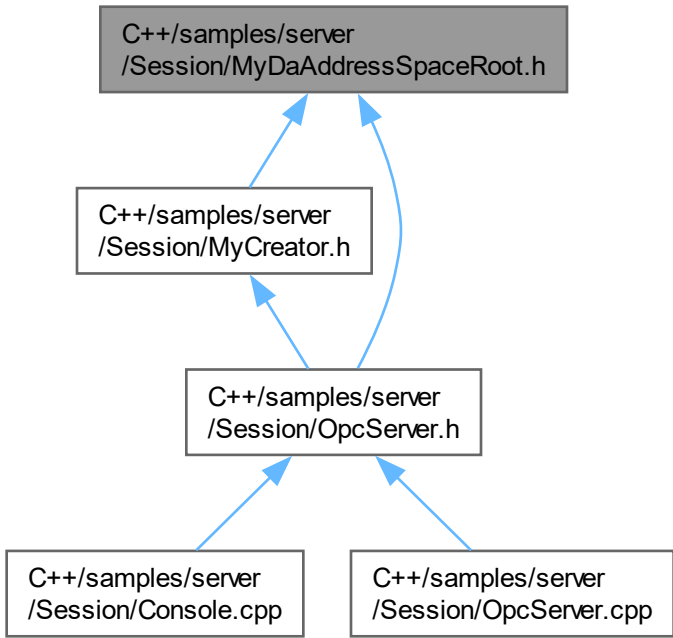 C++/samples/server
/Session/MyDaAddressSpaceRoot.h
C++/samples/server
/Session/MyCreator.h
C++/samples/server
/Session/OpcServer.h
C++/samples/server
/Session/Console.cpp
C++/samples/server
/Session/OpcServer.cpp